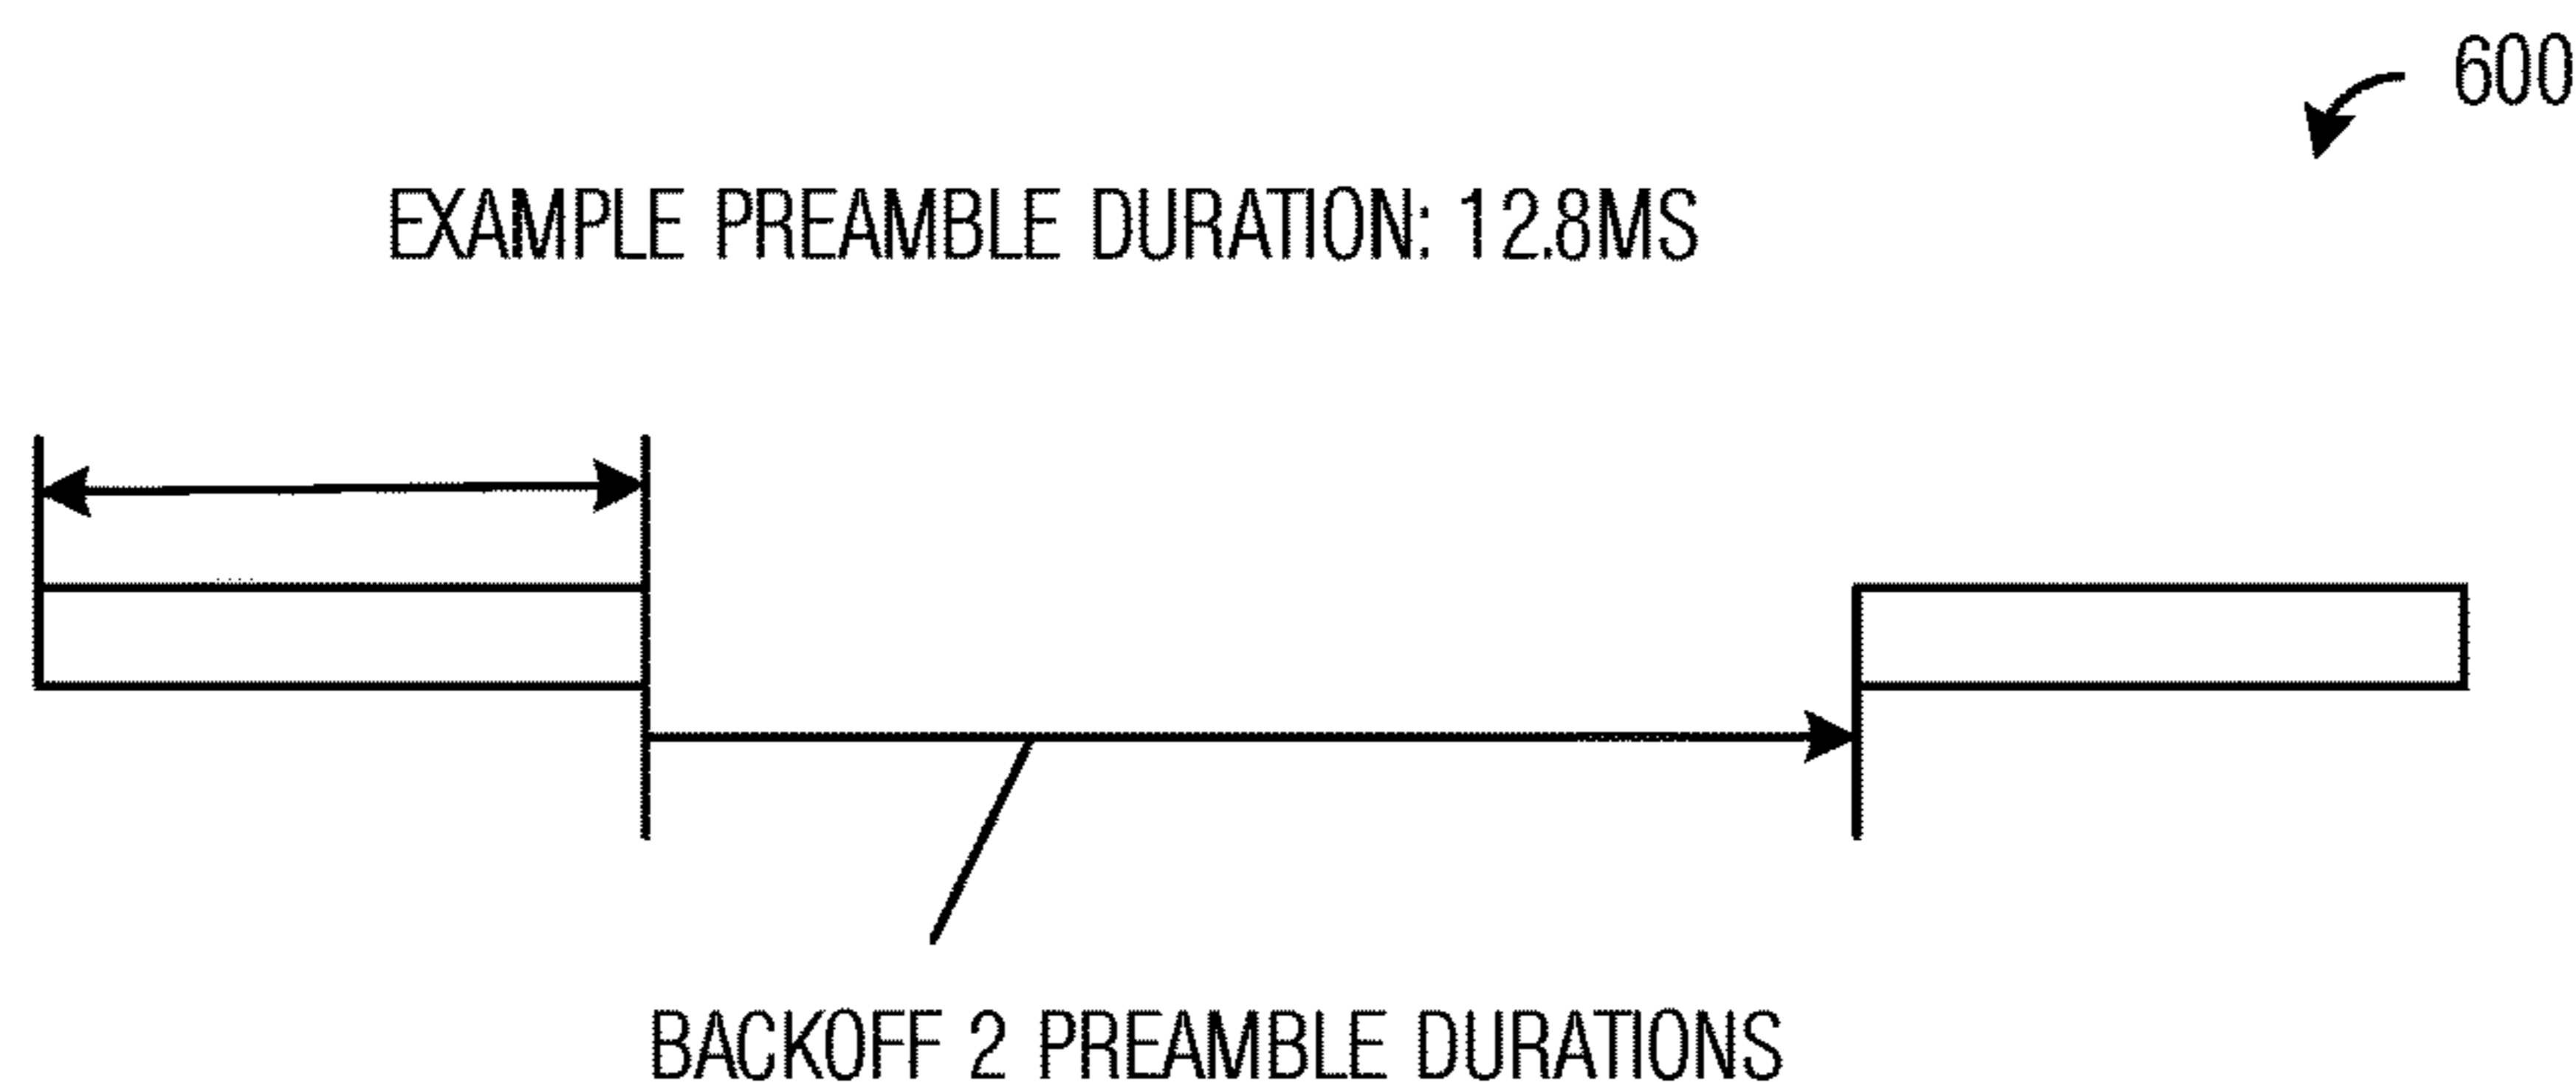 600
EXAMPLE PREAMBLE DURATION: 12.8MS
BACKOFF 2 PREAMBLE DURATIONS